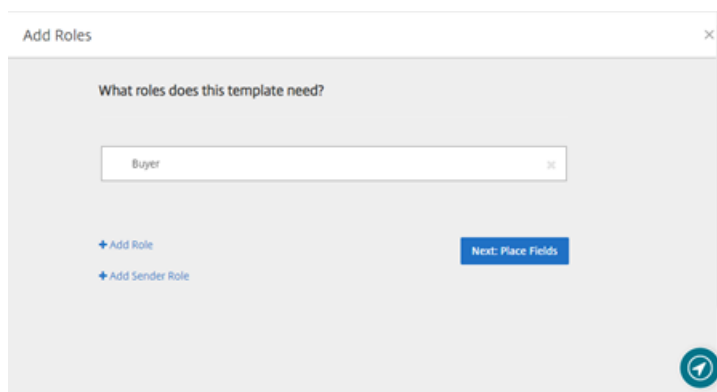 Add Roles
What roles does this template need?
Buyer
+ Add Role
Next: Place Fields
+ Add Sender Role